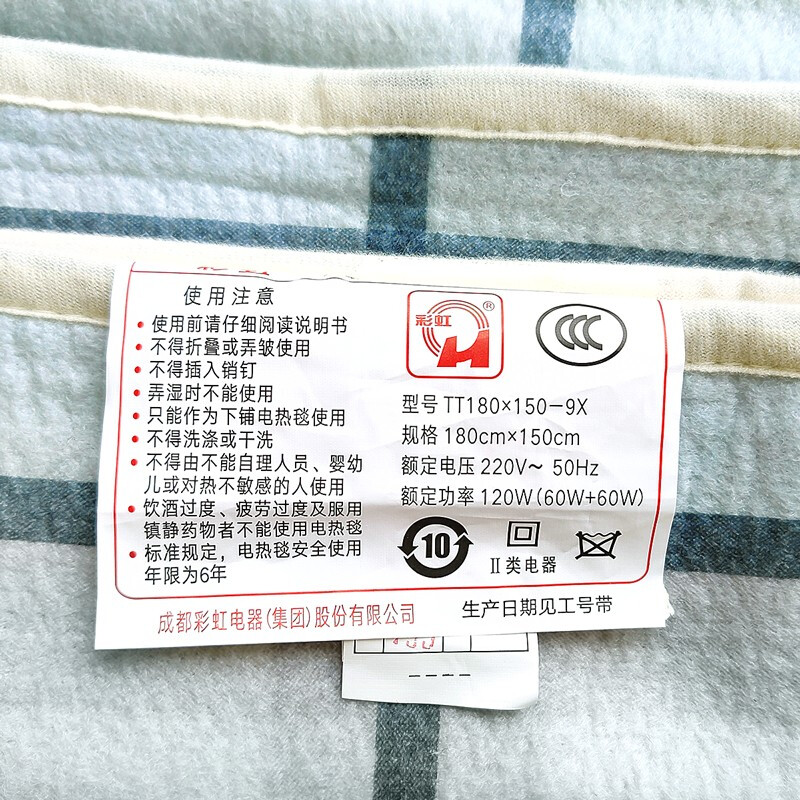 使用注意
• 使用前请仔细阅读说明书
• 不得折叠或弄皱使用
• 不得插入销钉
• 弄湿时不能使用
• 只能作为下铺电热毯使用
• 不得洗涤或干洗
• 不得由不能自理人员、婴幼
儿或对热不敏感的人使用
• 饮酒过度、疲劳过度及服用
镇静药物者不能使用电热毯
• 标准规定，电热毯安全使用
年限为6年
彩虹®
H
CCC
型号 TT180×150-9X
规格 180cm×150cm
额定电压 220V～ 50Hz
额定功率 120W(60W+60W)
10
Ⅱ类电器
成都彩虹电器(集团)股份有限公司
生产日期见工号带
----